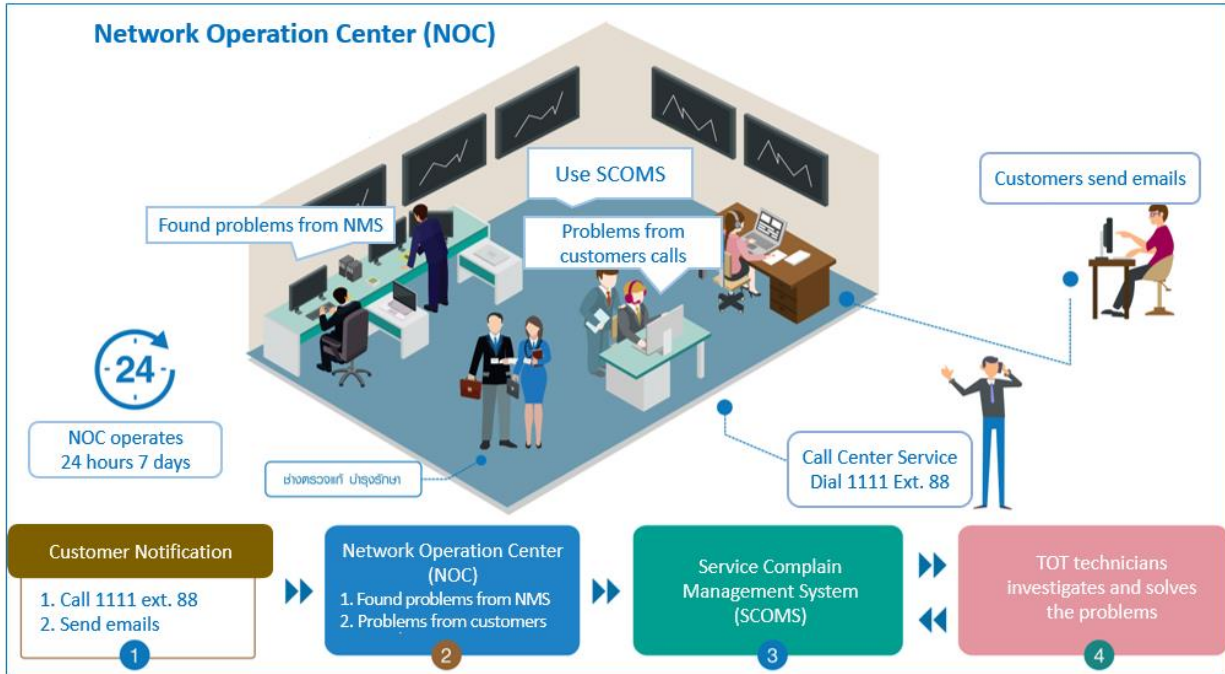 Network Operation Center (NOC)
Use SCOMS
Customers send emails
Found problems from NMS
Problems from
customers calls
24
NOC operates
24 hours 7 days
ช่างตรวจแก้ บำรุงรักษา
Call Center Service
Dial 1111 Ext. 88
Customer Notification
1. Call 1111 ext. 88
2. Send emails
1
Network Operation Center
(NOC)
1. Found problems from NMS
2. Problems from customers
2
Service Complain
Management System
(SCOMS)
3
TOT technicians
investigates and solves
the problems
4